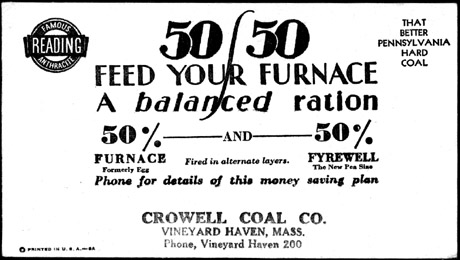 FAMOUS
READING
ANTHRACITE
50/50
FEED YOUR FURNACE
A balanced ration
THAT
BETTER
PENNSYLVANIA
HARD
COAL
50%—AND—50%
FURNACE Fired in alternate layers. FYREWELL
Formerly Egg The New Pea Size
Phone for details of this money saving plan
CROWELL COAL CO.
VINEYARD HAVEN, MASS.
Phone, Vineyard Haven 200
PRINTED IN U. S. A.